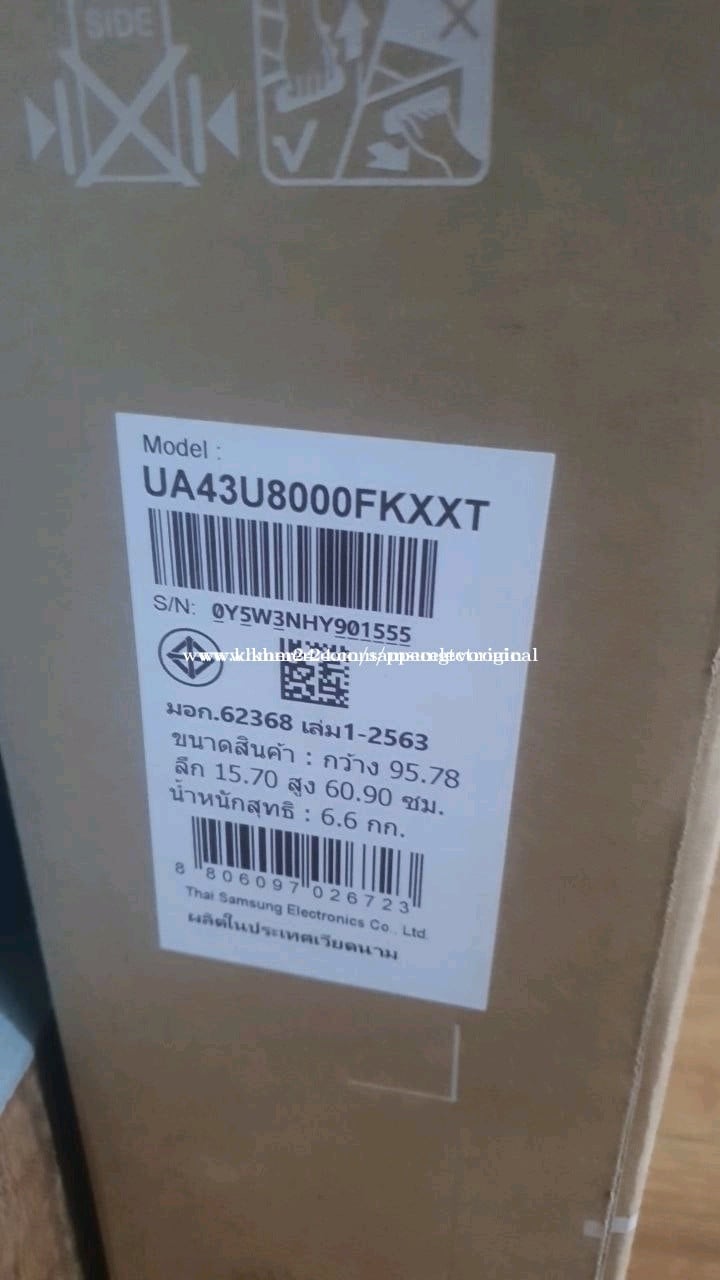 SIDE
Model :
UA43U8000FKXXT
S/N: 0Y5W3NHY901555
มอก.62368 เล่ม1-2563
ขนาดสินค้า : กว้าง 95.78
ลึก 15.70 สูง 60.90 ซม.
น้ำหนักสุทธิ : 6.6 กก.
8 806097 026723
Thai Samsung Electronics Co., Ltd.
ผลิตในประเทศเวียดนาม